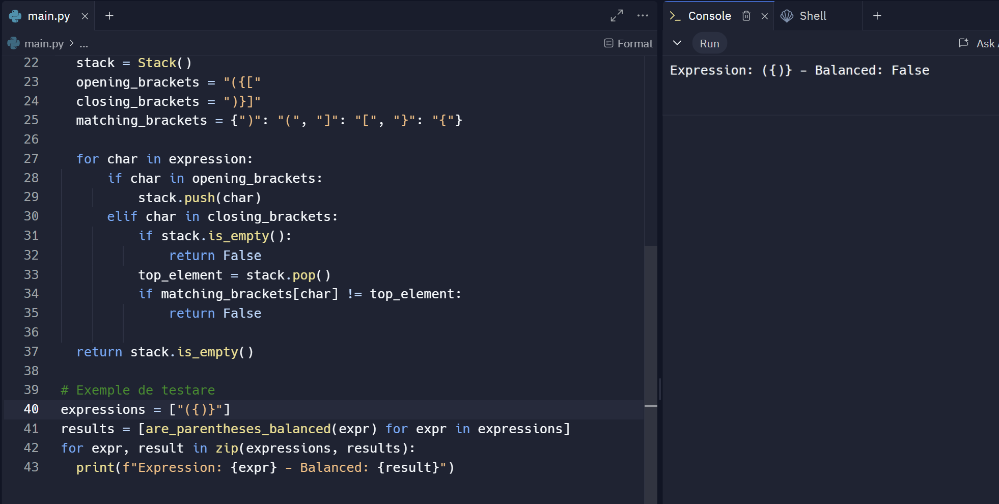 main.py
Console
Shell
main.py > ...
Format
Run
Ask
22 stack = Stack()
23 opening_brackets = "({["
24 closing_brackets = ")}]"
25 matching_brackets = {")": "(", "]": "[", "}": "{"}
26
27 for char in expression:
28 if char in opening_brackets:
29 stack.push(char)
30 elif char in closing_brackets:
31 if stack.is_empty():
32 return False
33 top_element = stack.pop()
34 if matching_brackets[char] != top_element:
35 return False
36
37 return stack.is_empty()
38
39 # Exemple de testare
40 expressions = ["({)}"]
41 results = [are_parentheses_balanced(expr) for expr in expressions]
42 for expr, result in zip(expressions, results):
43 print(f"Expression: {expr} - Balanced: {result}")
Expression: ({)} - Balanced: False